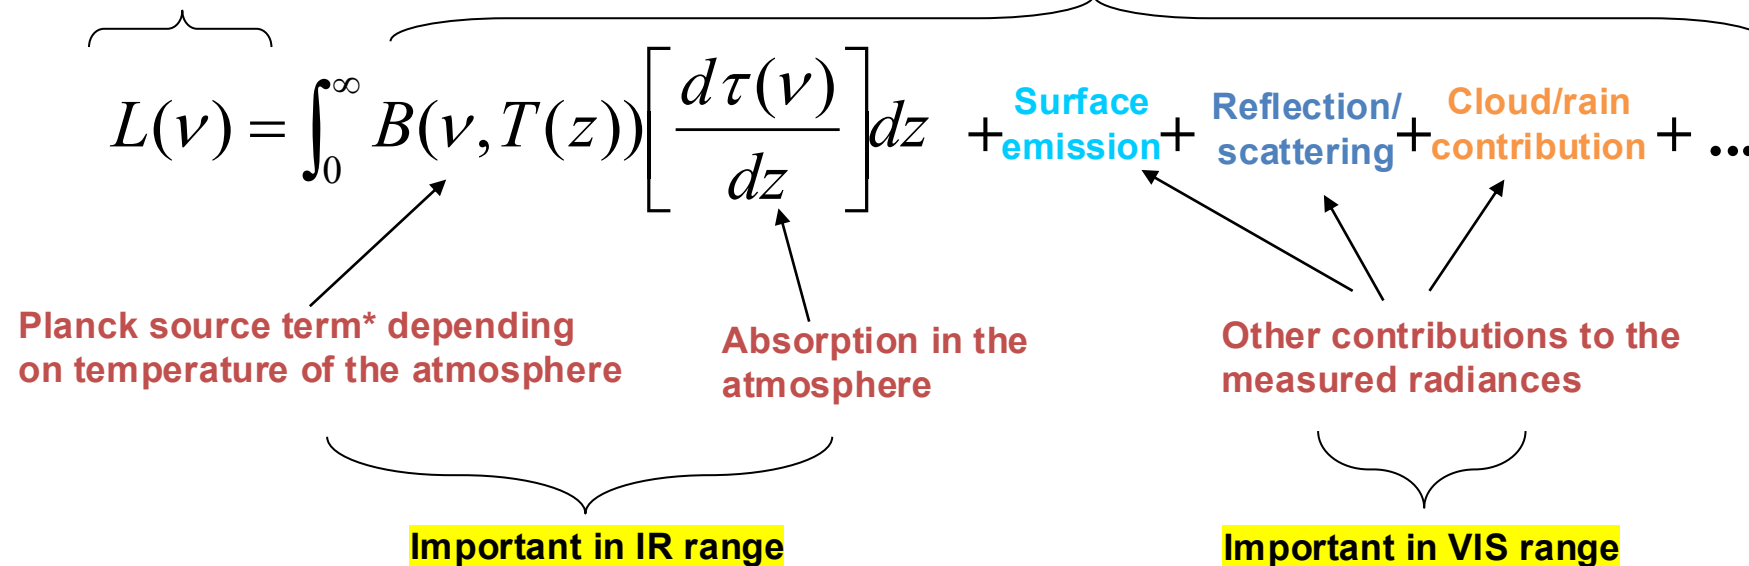 L(ν) = ∫₀^∞ B(ν,T(z)) [dτ(ν)/dz] dz + Surface emission + Reflection/ scattering + Cloud/rain contribution + ...
Planck source term* depending
on temperature of the atmosphere
Absorption in the
atmosphere
Other contributions to the
measured radiances
Important in IR range
Important in VIS range